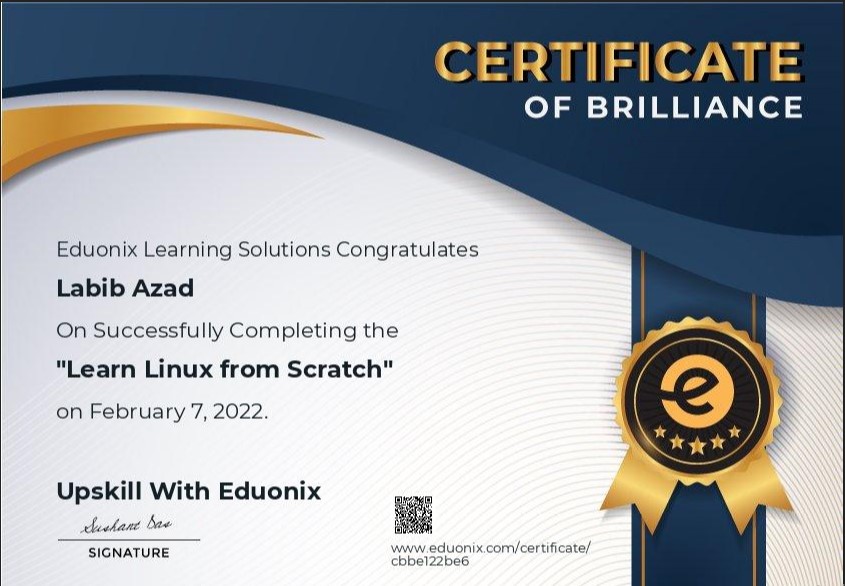 CERTIFICATE
OF BRILLIANCE
Eduonix Learning Solutions Congratulates
Labib Azad
On Successfully Completing the
"Learn Linux from Scratch"
on February 7, 2022.
Upskill With Eduonix
Sushant Das
SIGNATURE
www.eduonix.com/certificate/
cbbe122be6
e